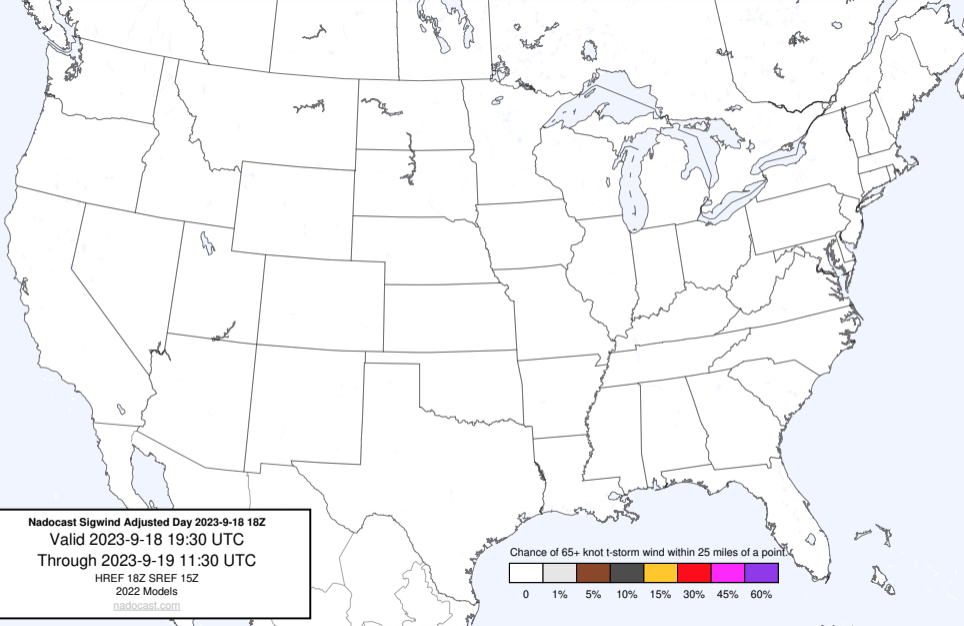 Nadocast Sigwind Adjusted Day 2023-9-18 18Z
Valid 2023-9-18 19:30 UTC
Through 2023-9-19 11:30 UTC
HREF 18Z SREF 15Z
2022 Models
nadocast.com
Chance of 65+ knot t-storm wind within 25 miles of a point.
0 1% 5% 10% 15% 30% 45% 60%